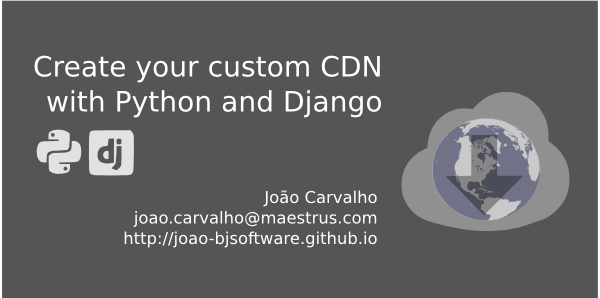 Create your custom CDN
with Python and Django
dj
João Carvalho
joao.carvalho@maestrus.com
http://joao-bjsoftware.github.io